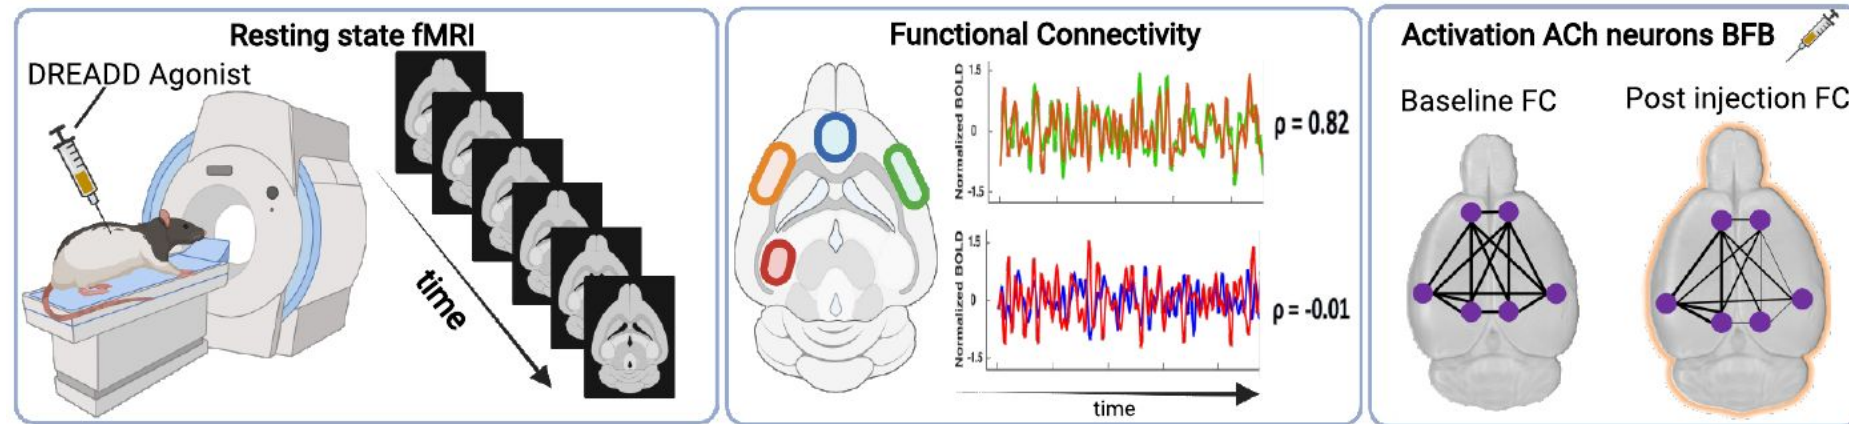 Resting state fMRI
DREADD Agonist
time
Functional Connectivity
Normalized BOLD
1.5
0
-1.5
ρ = 0.82
Normalized BOLD
1.5
0
-1.5
ρ = -0.01
time
Activation ACh neurons BFB
Baseline FC
Post injection FC